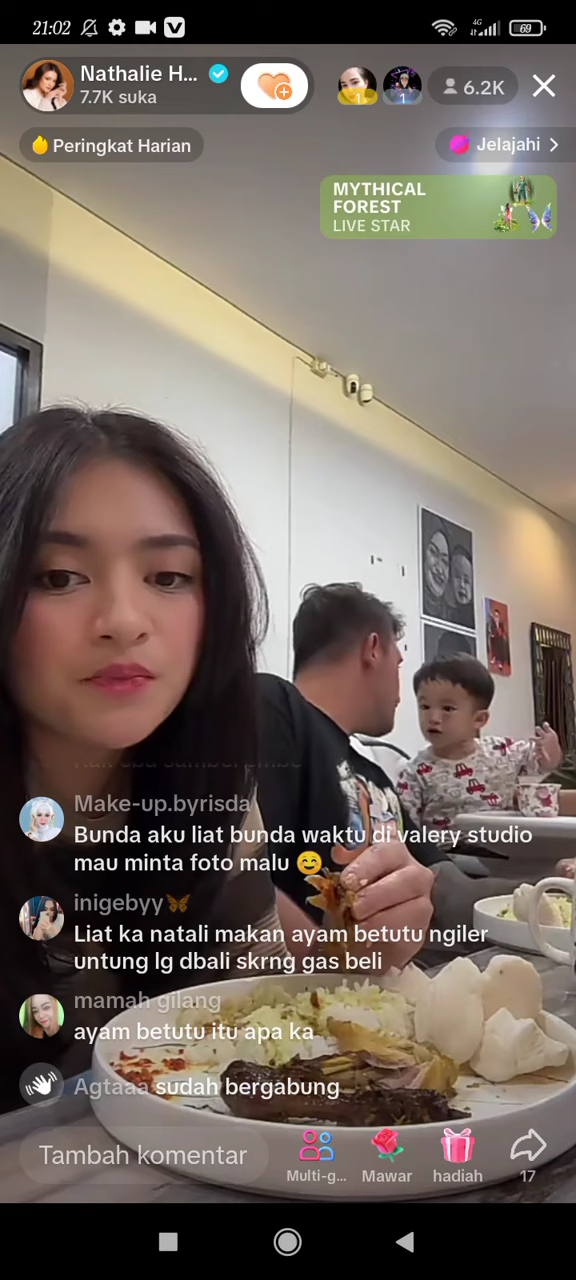 21:02
4G
69
Nathalie H...
7.7K suka
1
1
6.2K
Peringkat Harian
Jelajahi
MYTHICAL
FOREST
LIVE STAR
Make-up.byrisda
Bunda aku liat bunda waktu di valery studio
mau minta foto malu 😊
inigebyy🦋
Liat ka natali makan ayam betutu ngiler
untung lg dbali skrng gas beli
mamah gilang
ayam betutu itu apa ka
Agtaaa sudah bergabung
Tambah komentar
Multi-g...
Mawar
hadiah
17